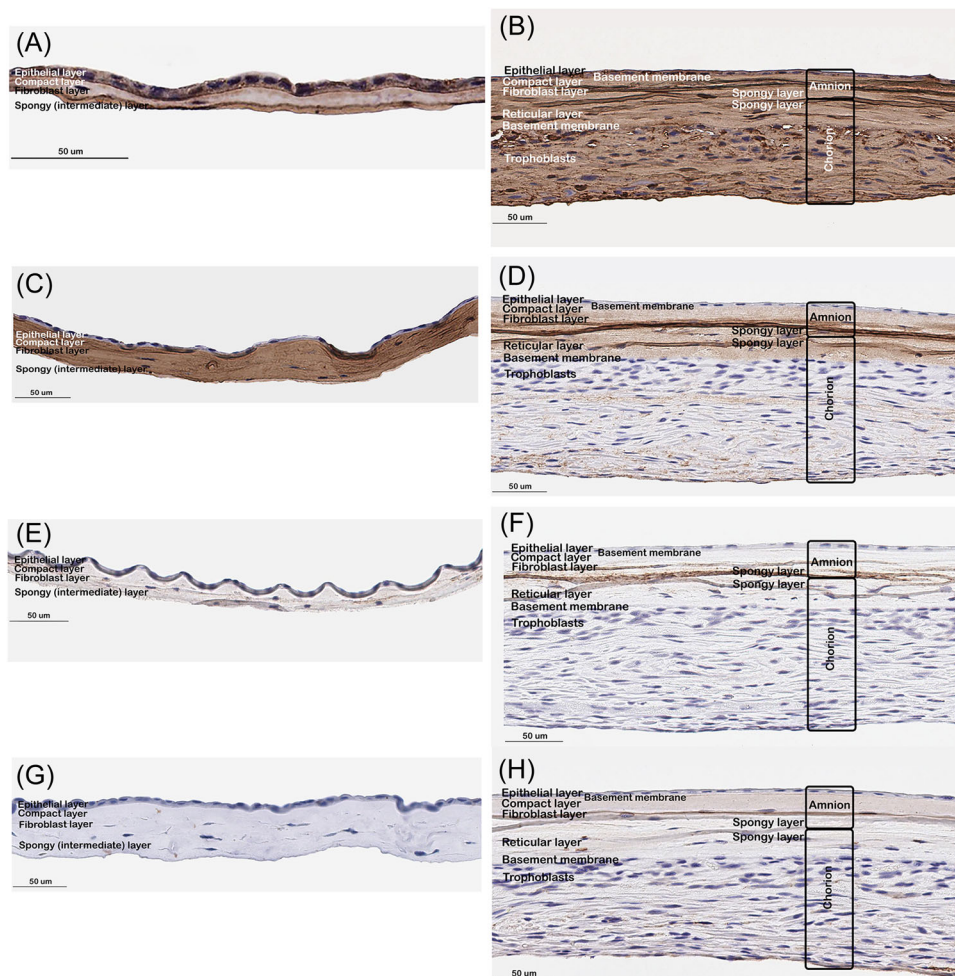 (A)
Epithelial layer
Compact layer
Fibroblast layer
Spongy (intermediate) layer
50 um
(B)
Epithelial layer
Basement membrane
Compact layer
Fibroblast layer
Spongy layer
Spongy layer
Reticular layer
Basement membrane
Trophoblasts
Amnion
Chorion
50 um
(C)
Epithelial layer
Compact layer
Fibroblast layer
Spongy (intermediate) layer
50 um
(D)
Epithelial layer
Basement membrane
Compact layer
Fibroblast layer
Spongy layer
Reticular layer
Spongy layer
Basement membrane
Trophoblasts
Amnion
Chorion
50 um
(E)
Epithelial layer
Compact layer
Fibroblast layer
Spongy (intermediate) layer
50 um
(F)
Epithelial layer
Basement membrane
Compact layer
Fibroblast layer
Spongy layer
Spongy layer
Reticular layer
Basement membrane
Trophoblasts
Amnion
Chorion
50 um
(G)
Epithelial layer
Compact layer
Fibroblast layer
Spongy (intermediate) layer
50 um
(H)
Epithelial layer
Basement membrane
Compact layer
Fibroblast layer
Spongy layer
Spongy layer
Reticular layer
Basement membrane
Trophoblasts
Amnion
Chorion
50 um